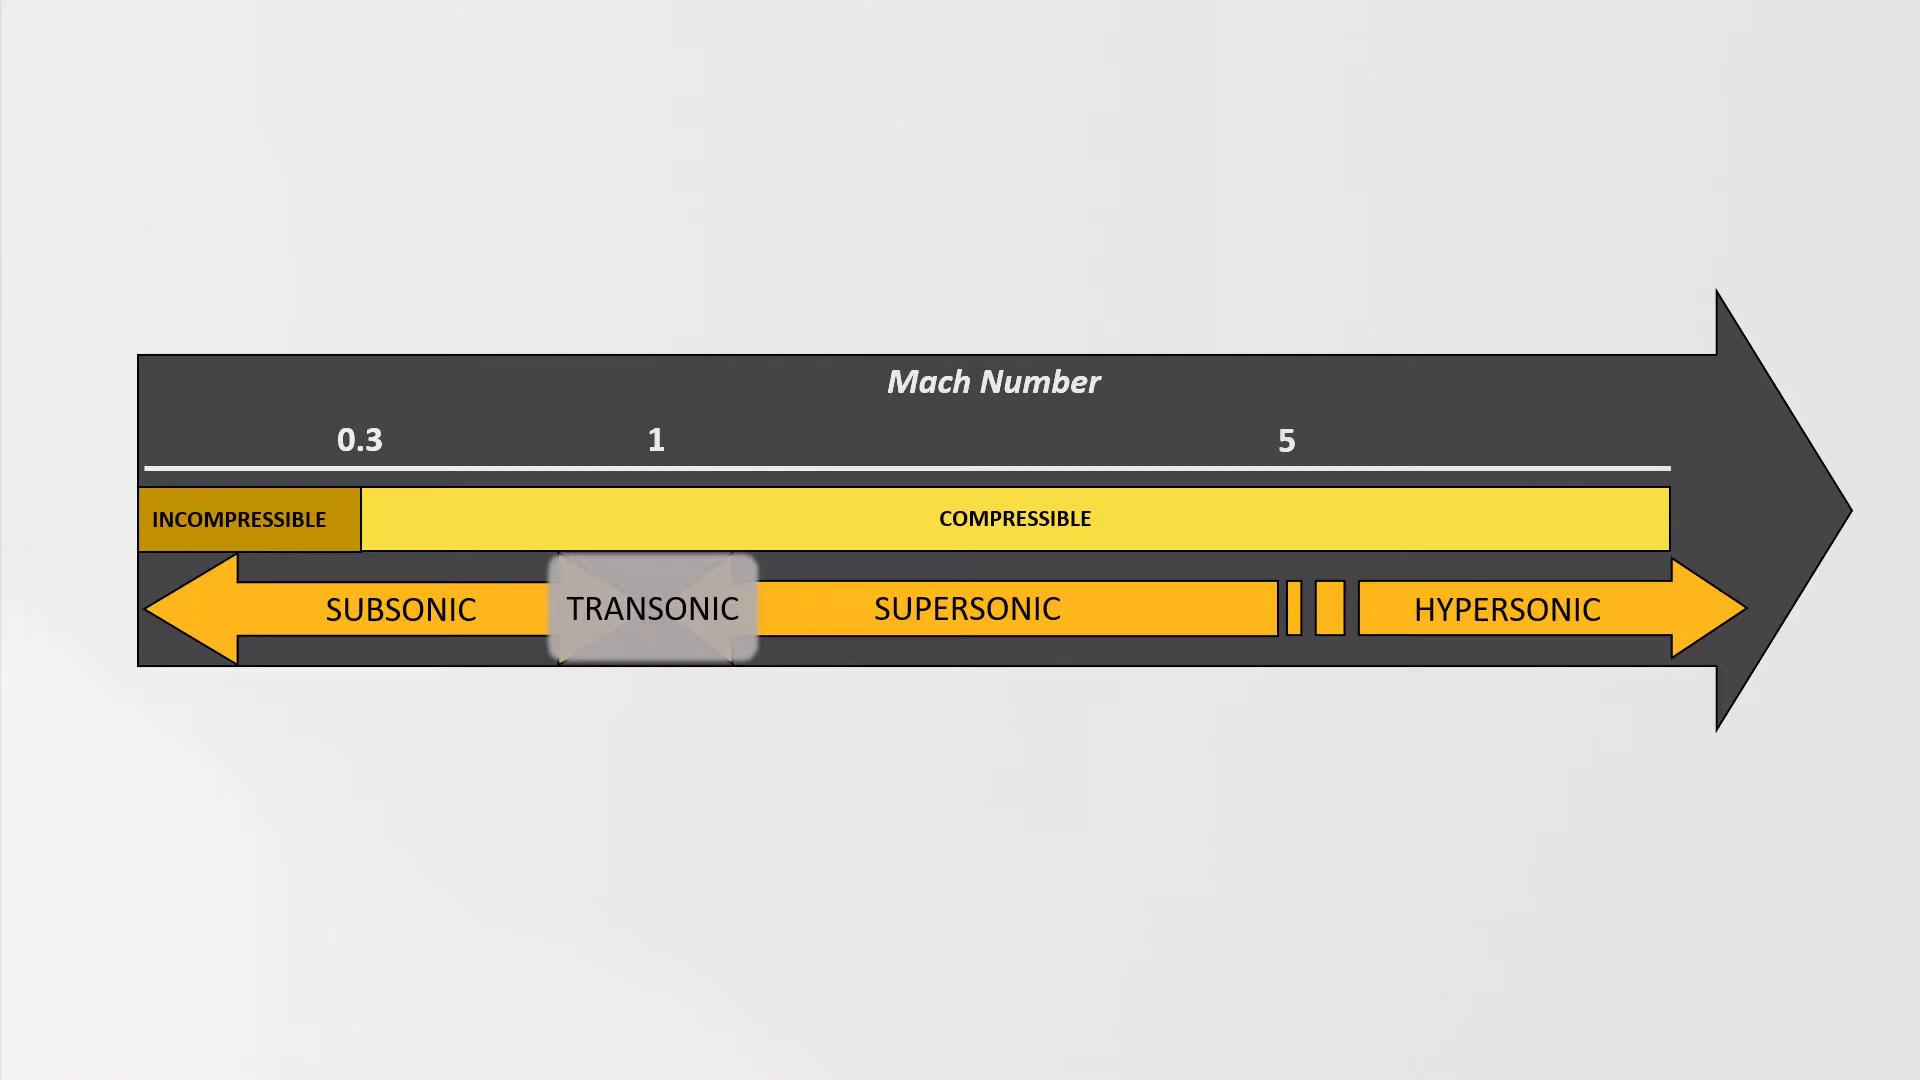 Mach Number
0.3 1 5
INCOMPRESSIBLE COMPRESSIBLE
SUBSONIC TRANSONIC SUPERSONIC HYPERSONIC